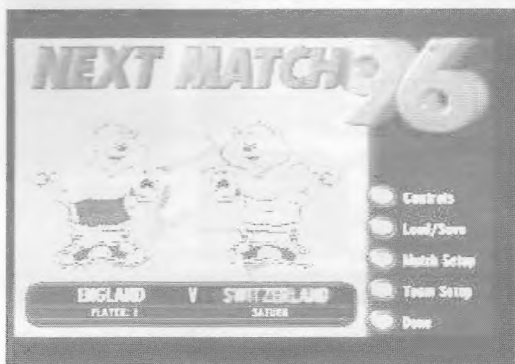 NEXT MATCH 96
ENGLAND V SWITZERLAND
PLAYER: 1
SATURN
Controls
Load/Save
Match Setup
Team Setup
Done